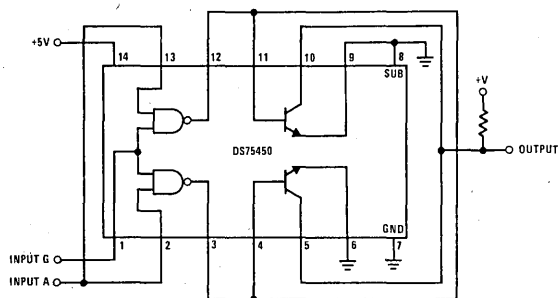 +5V
14 13 12 11 10 9 8
SUB
+V
DS75450
OUTPUT
GND
1 2 3 4 5 6 7
INPUT G
INPUT A